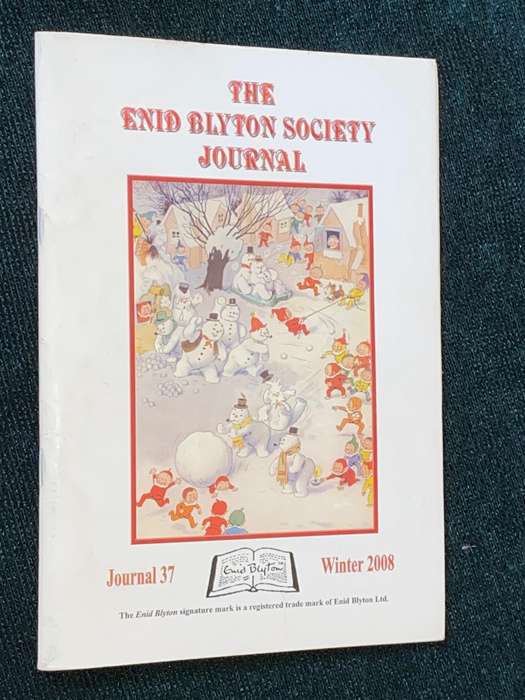 THE
ENID BLYTON SOCIETY
JOURNAL
Journal 37
Enid Blyton
Winter 2008
The Enid Blyton signature mark is a registered trade mark of Enid Blyton Ltd.